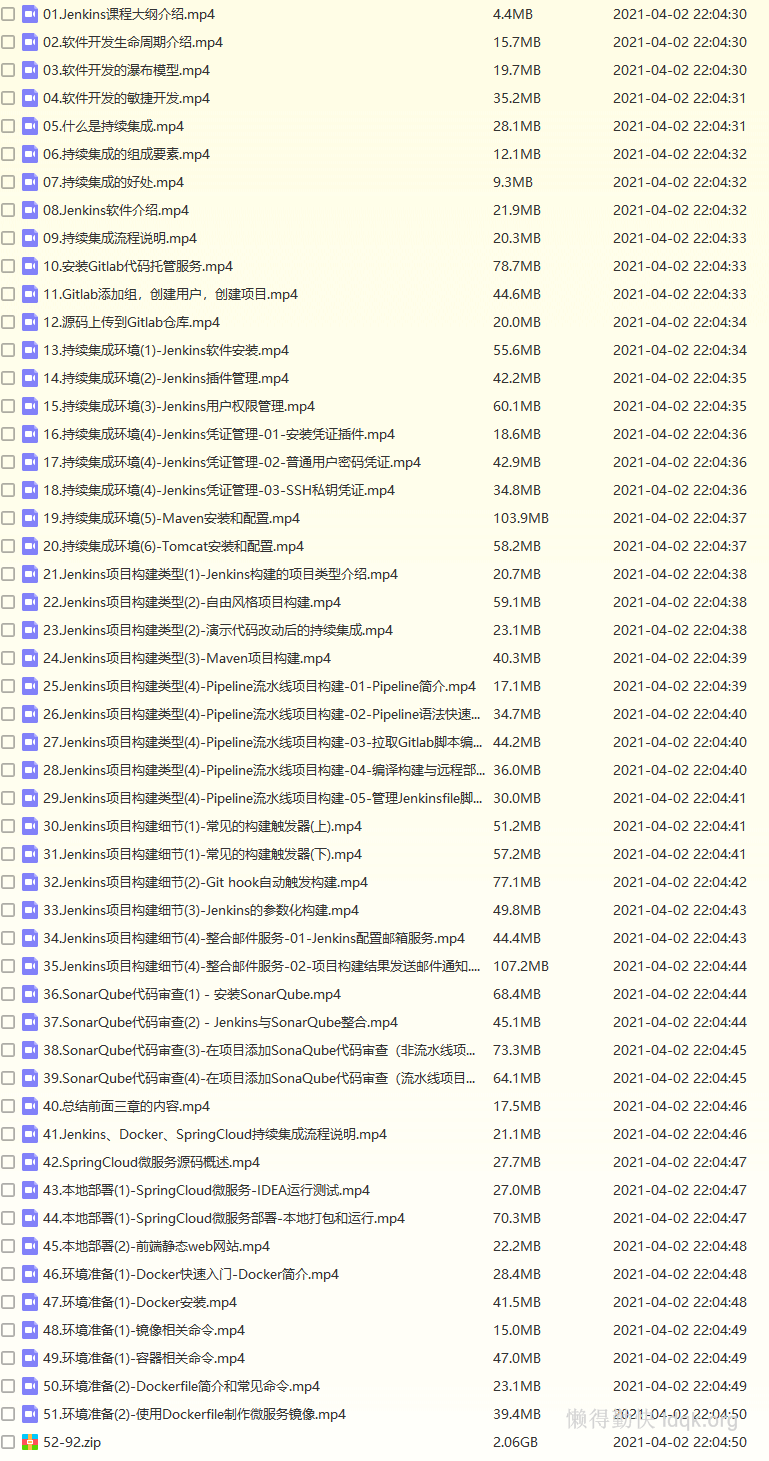 01.Jenkins课程大纲介绍.mp4 4.4MB 2021-04-02 22:04:30
02.软件开发生命周期介绍.mp4 15.7MB 2021-04-02 22:04:30
03.软件开发的瀑布模型.mp4 19.7MB 2021-04-02 22:04:30
04.软件开发的敏捷开发.mp4 35.2MB 2021-04-02 22:04:31
05.什么是持续集成.mp4 28.1MB 2021-04-02 22:04:31
06.持续集成的组成要素.mp4 12.1MB 2021-04-02 22:04:32
07.持续集成的好处.mp4 9.3MB 2021-04-02 22:04:32
08.Jenkins软件介绍.mp4 21.9MB 2021-04-02 22:04:32
09.持续集成流程说明.mp4 20.3MB 2021-04-02 22:04:33
10.安装Gitlab代码托管服务.mp4 78.7MB 2021-04-02 22:04:33
11.Gitlab添加组，创建用户，创建项目.mp4 44.6MB 2021-04-02 22:04:33
12.源码上传到Gitlab仓库.mp4 20.0MB 2021-04-02 22:04:34
13.持续集成环境(1)-Jenkins软件安装.mp4 55.6MB 2021-04-02 22:04:34
14.持续集成环境(2)-Jenkins插件管理.mp4 42.2MB 2021-04-02 22:04:35
15.持续集成环境(3)-Jenkins用户权限管理.mp4 60.1MB 2021-04-02 22:04:35
16.持续集成环境(4)-Jenkins凭证管理-01-安装凭证插件.mp4 18.6MB 2021-04-02 22:04:36
17.持续集成环境(4)-Jenkins凭证管理-02-普通用户密码凭证.mp4 42.9MB 2021-04-02 22:04:36
18.持续集成环境(4)-Jenkins凭证管理-03-SSH私钥凭证.mp4 34.8MB 2021-04-02 22:04:36
19.持续集成环境(5)-Maven安装和配置.mp4 103.9MB 2021-04-02 22:04:37
20.持续集成环境(6)-Tomcat安装和配置.mp4 58.2MB 2021-04-02 22:04:37
21.Jenkins项目构建类型(1)-Jenkins构建的项目类型介绍.mp4 20.7MB 2021-04-02 22:04:38
22.Jenkins项目构建类型(2)-自由风格项目构建.mp4 59.1MB 2021-04-02 22:04:38
23.Jenkins项目构建类型(2)-演示代码改动后的持续集成.mp4 23.1MB 2021-04-02 22:04:38
24.Jenkins项目构建类型(3)-Maven项目构建.mp4 40.3MB 2021-04-02 22:04:39
25.Jenkins项目构建类型(4)-Pipeline流水线项目构建-01-Pipeline简介.mp4 17.1MB 2021-04-02 22:04:39
26.Jenkins项目构建类型(4)-Pipeline流水线项目构建-02-Pipeline语法快速... 34.7MB 2021-04-02 22:04:40
27.Jenkins项目构建类型(4)-Pipeline流水线项目构建-03-拉取Gitlab脚本编... 44.2MB 2021-04-02 22:04:40
28.Jenkins项目构建类型(4)-Pipeline流水线项目构建-04-编译构建与远程部... 36.0MB 2021-04-02 22:04:40
29.Jenkins项目构建类型(4)-Pipeline流水线项目构建-05-管理Jenkinsfile脚... 30.0MB 2021-04-02 22:04:41
30.Jenkins项目构建细节(1)-常见的构建触发器(上).mp4 51.2MB 2021-04-02 22:04:41
31.Jenkins项目构建细节(1)-常见的构建触发器(下).mp4 57.2MB 2021-04-02 22:04:41
32.Jenkins项目构建细节(2)-Git hook自动触发构建.mp4 77.1MB 2021-04-02 22:04:42
33.Jenkins项目构建细节(3)-Jenkins的参数化构建.mp4 49.8MB 2021-04-02 22:04:43
34.Jenkins项目构建细节(4)-整合邮件服务-01-Jenkins配置邮箱服务.mp4 44.4MB 2021-04-02 22:04:43
35.Jenkins项目构建细节(4)-整合邮件服务-02-项目构建结果发送邮件通知.... 107.2MB 2021-04-02 22:04:44
36.SonarQube代码审查(1) - 安装SonarQube.mp4 68.4MB 2021-04-02 22:04:44
37.SonarQube代码审查(2) - Jenkins与SonarQube整合.mp4 45.1MB 2021-04-02 22:04:44
38.SonarQube代码审查(3)-在项目添加SonaQube代码审查（非流水线项... 73.3MB 2021-04-02 22:04:45
39.SonarQube代码审查(4)-在项目添加SonaQube代码审查（流水线项目... 64.1MB 2021-04-02 22:04:45
40.总结前面三章的内容.mp4 17.5MB 2021-04-02 22:04:46
41.Jenkins、Docker、SpringCloud持续集成流程说明.mp4 21.1MB 2021-04-02 22:04:46
42.SpringCloud微服务源码概述.mp4 27.7MB 2021-04-02 22:04:47
43.本地部署(1)-SpringCloud微服务-IDEA运行测试.mp4 27.0MB 2021-04-02 22:04:47
44.本地部署(1)-SpringCloud微服务部署-本地打包和运行.mp4 70.3MB 2021-04-02 22:04:47
45.本地部署(2)-前端静态web网站.mp4 22.2MB 2021-04-02 22:04:48
46.环境准备(1)-Docker快速入门-Docker简介.mp4 28.4MB 2021-04-02 22:04:48
47.环境准备(1)-Docker安装.mp4 41.5MB 2021-04-02 22:04:48
48.环境准备(1)-镜像相关命令.mp4 15.0MB 2021-04-02 22:04:49
49.环境准备(1)-容器相关命令.mp4 47.0MB 2021-04-02 22:04:49
50.环境准备(2)-Dockerfile简介和常见命令.mp4 23.1MB 2021-04-02 22:04:49
51.环境准备(2)-使用Dockerfile制作微服务镜像.mp4 39.4MB 2021-04-02 22:04:50
懒得勤快 ldqk.org
52-92.zip 2.06GB 2021-04-02 22:04:50